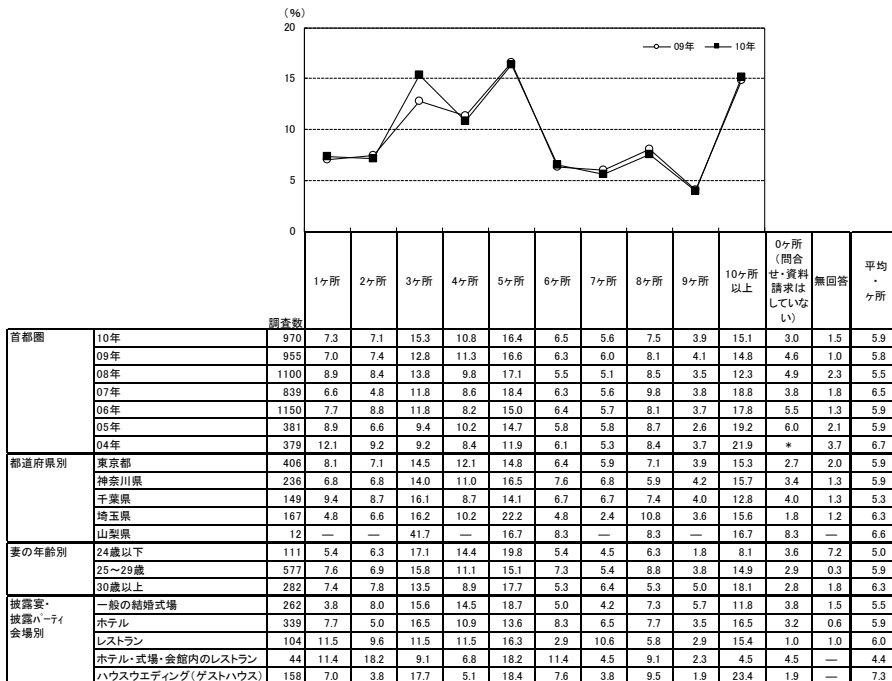 (%)
20
15
10
5
0
09年 10年
調査数 1ヶ所 2ヶ所 3ヶ所 4ヶ所 5ヶ所 6ヶ所 7ヶ所 8ヶ所 9ヶ所 10ヶ所以上 0ヶ所(問合せ・資料請求はしていない) 無回答 平均・ヶ所
首都圏 10年 970 7.3 7.1 15.3 10.8 16.4 6.5 5.6 7.5 3.9 15.1 3.0 1.5 5.9
09年 955 7.0 7.4 12.8 11.3 16.6 6.3 6.0 8.1 4.1 14.8 4.6 1.0 5.8
08年 1100 8.9 8.4 13.8 9.8 17.1 5.5 5.1 8.5 3.5 12.3 4.9 2.3 5.5
07年 839 6.6 4.8 11.8 8.6 18.4 6.3 5.6 9.8 3.8 18.8 3.8 1.8 6.5
06年 1150 7.7 8.8 11.8 8.2 15.0 6.4 5.7 8.1 3.7 17.8 5.5 1.3 5.9
05年 381 8.9 6.6 9.4 10.2 14.7 5.8 5.8 8.7 2.6 19.2 6.0 2.1 5.9
04年 379 12.1 9.2 9.2 8.4 11.9 6.1 5.3 8.4 3.7 21.9 * 3.7 6.7
都道府県別 東京都 406 8.1 7.1 14.5 12.1 14.8 6.4 5.9 7.1 3.9 15.3 2.7 2.0 5.9
神奈川県 236 6.8 6.8 14.0 11.0 16.5 7.6 6.8 5.9 4.2 15.7 3.4 1.3 5.9
千葉県 149 9.4 8.7 16.1 8.7 14.1 6.7 6.7 7.4 4.0 12.8 4.0 1.3 5.3
埼玉県 167 4.8 6.6 16.2 10.2 22.2 4.8 2.4 10.8 3.6 15.6 1.8 1.2 6.3
山梨県 12 — — 41.7 — 16.7 8.3 — 8.3 — 16.7 8.3 — 6.6
妻の年齢別 24歳以下 111 5.4 6.3 17.1 14.4 19.8 5.4 4.5 6.3 1.8 8.1 3.6 7.2 5.0
25～29歳 577 7.6 6.9 15.8 11.1 15.1 7.3 5.4 8.8 3.8 14.9 2.9 0.3 5.9
30歳以上 282 7.4 7.8 13.5 8.9 17.7 5.3 6.4 5.3 5.0 18.1 2.8 1.8 6.3
披露宴・披露パーティ会場別 一般の結婚式場 262 3.8 8.0 15.6 14.5 18.7 5.0 4.2 7.3 5.7 11.8 3.8 1.5 5.5
ホテル 339 7.7 5.0 16.5 10.9 13.6 8.3 6.5 7.7 3.5 16.5 3.2 0.6 5.9
レストラン 104 11.5 9.6 11.5 11.5 16.3 2.9 10.6 5.8 2.9 15.4 1.0 1.0 6.0
ホテル・式場・会館内のレストラン 44 11.4 18.2 9.1 6.8 18.2 11.4 4.5 9.1 2.3 4.5 4.5 — 4.4
ハウスウエディング(ゲストハウス) 158 7.0 3.8 17.7 5.1 18.4 7.6 3.8 9.5 1.9 23.4 1.9 — 7.3